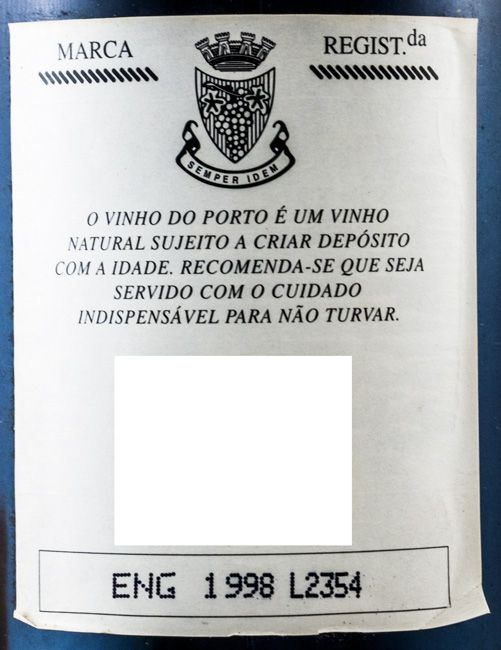 MARCA REGIST.da
SEMPER IDEM
O VINHO DO PORTO É UM VINHO
NATURAL SUJEITO A CRIAR DEPÓSITO
COM A IDADE. RECOMENDA-SE QUE SEJA
SERVIDO COM O CUIDADO
INDISPENSÁVEL PARA NÃO TURVAR.
ENG 1998 L2354